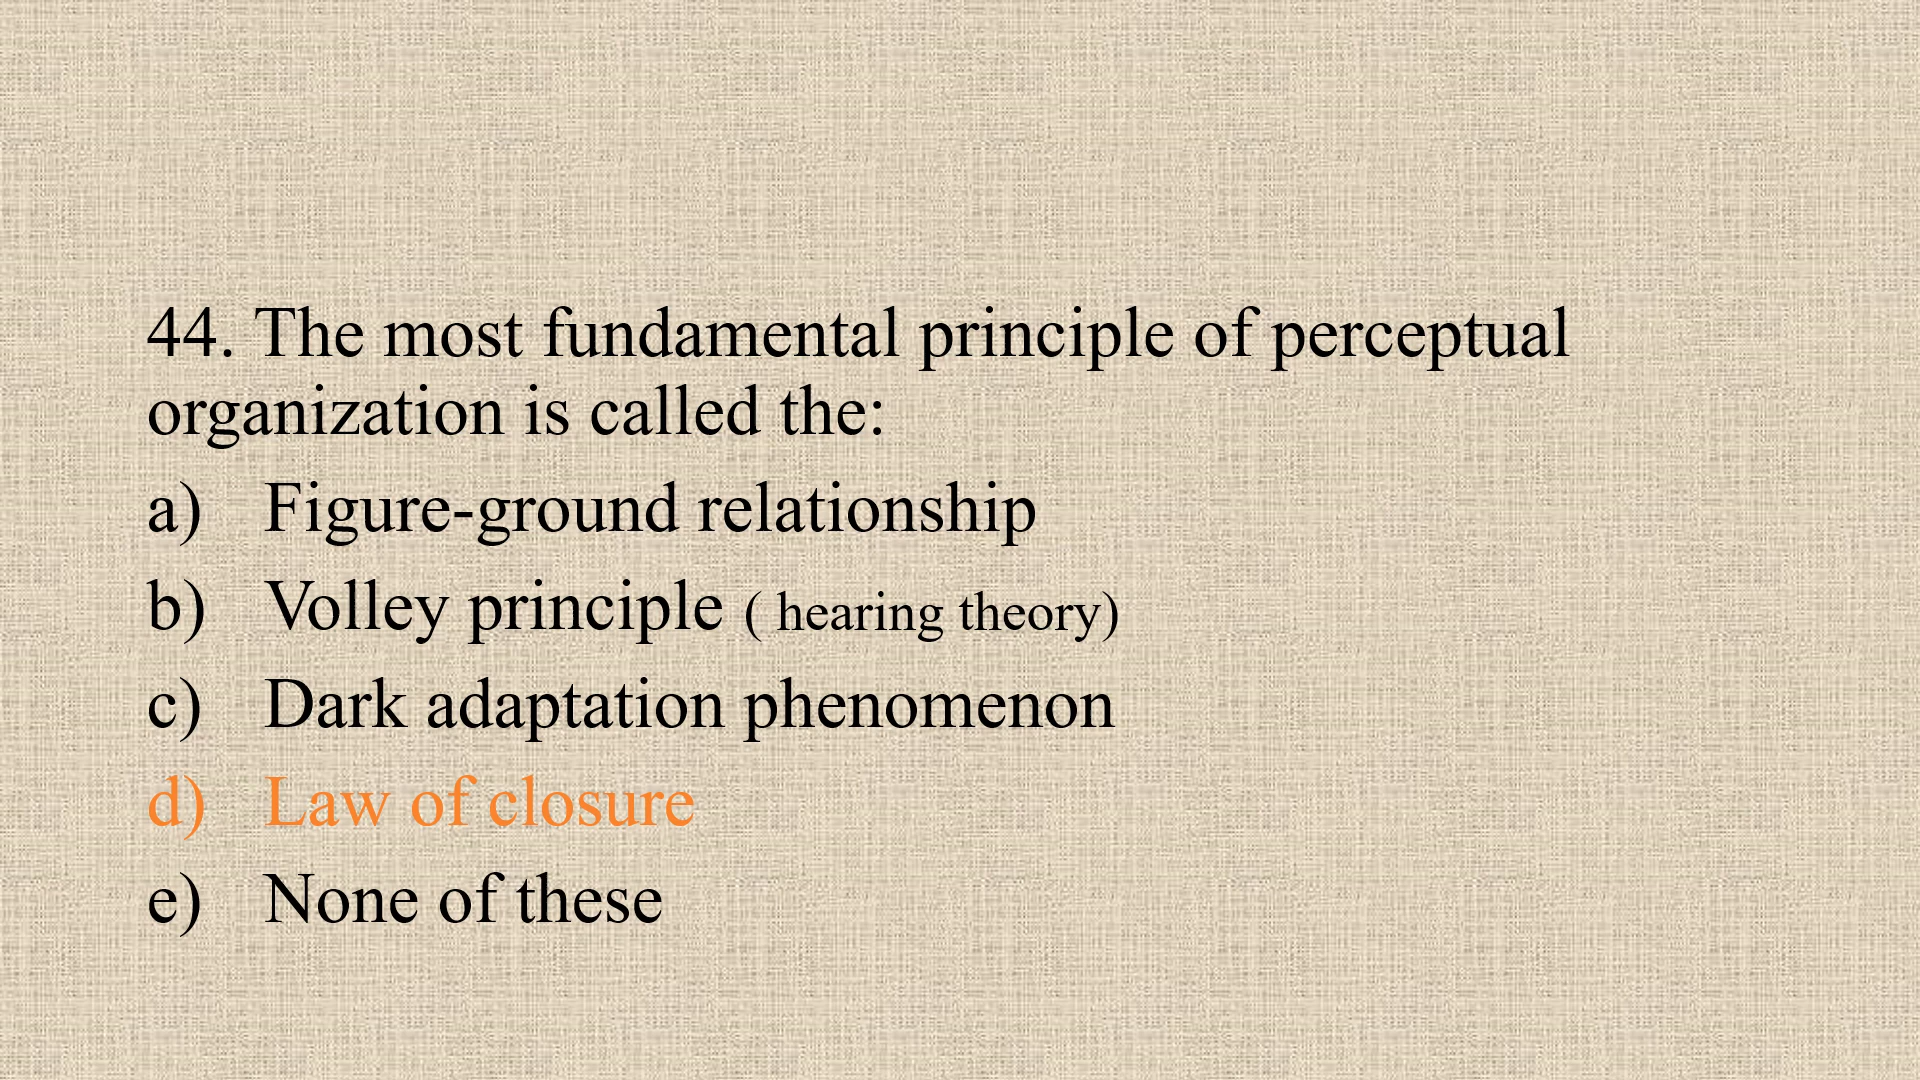 44. The most fundamental principle of perceptual
organization is called the:
a) Figure-ground relationship
b) Volley principle ( hearing theory)
c) Dark adaptation phenomenon
d) Law of closure
e) None of these